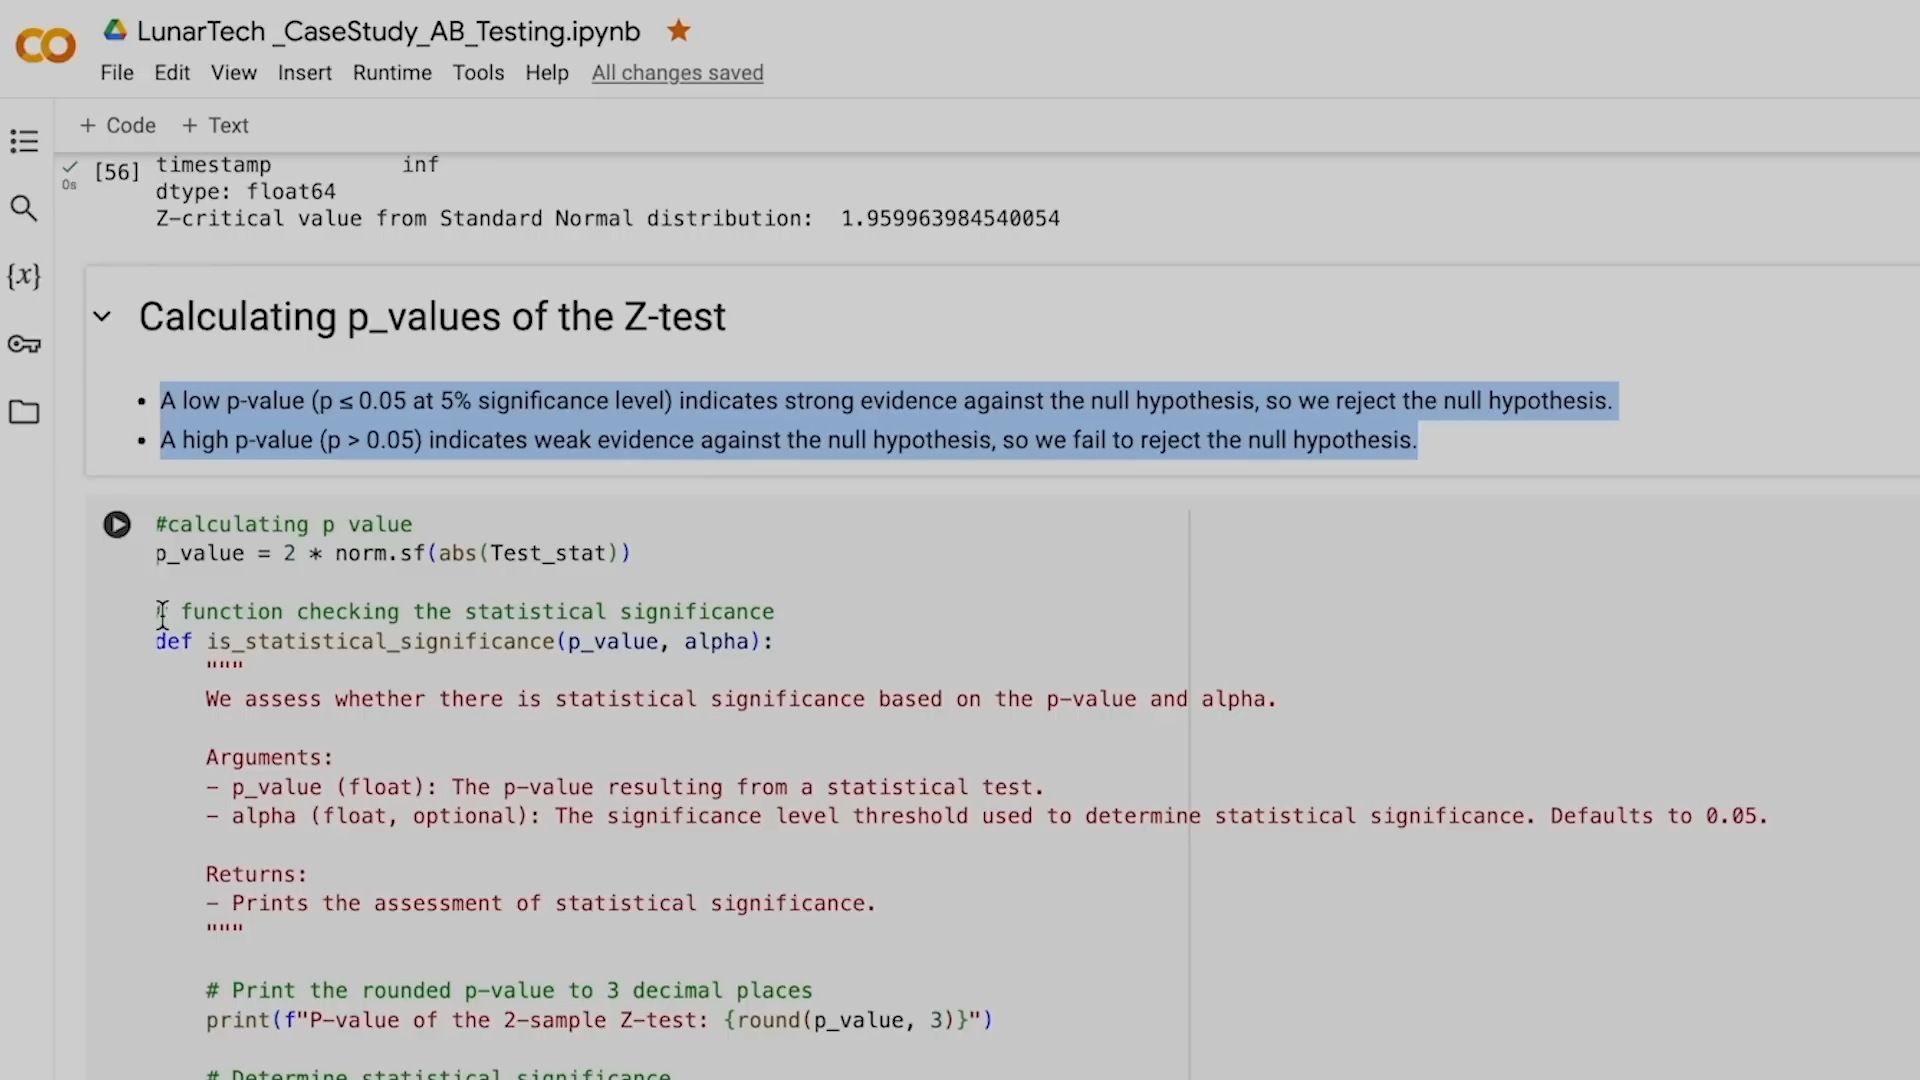 LunarTech _CaseStudy_AB_Testing.ipynb
File Edit View Insert Runtime Tools Help All changes saved
+ Code + Text
[56] timestamp inf
0s
dtype: float64
Z-critical value from Standard Normal distribution: 1.959963984540054
{x}
Calculating p_values of the Z-test
• A low p-value (p ≤ 0.05 at 5% significance level) indicates strong evidence against the null hypothesis, so we reject the null hypothesis.
• A high p-value (p > 0.05) indicates weak evidence against the null hypothesis, so we fail to reject the null hypothesis.
#calculating p value
p_value = 2 * norm.sf(abs(Test_stat))
# function checking the statistical significance
def is_statistical_significance(p_value, alpha):
"""
We assess whether there is statistical significance based on the p-value and alpha.
Arguments:
- p_value (float): The p-value resulting from a statistical test.
- alpha (float, optional): The significance level threshold used to determine statistical significance. Defaults to 0.05.
Returns:
- Prints the assessment of statistical significance.
"""
# Print the rounded p-value to 3 decimal places
print(f"P-value of the 2-sample Z-test: {round(p_value, 3)}")
# Determine statistical significance